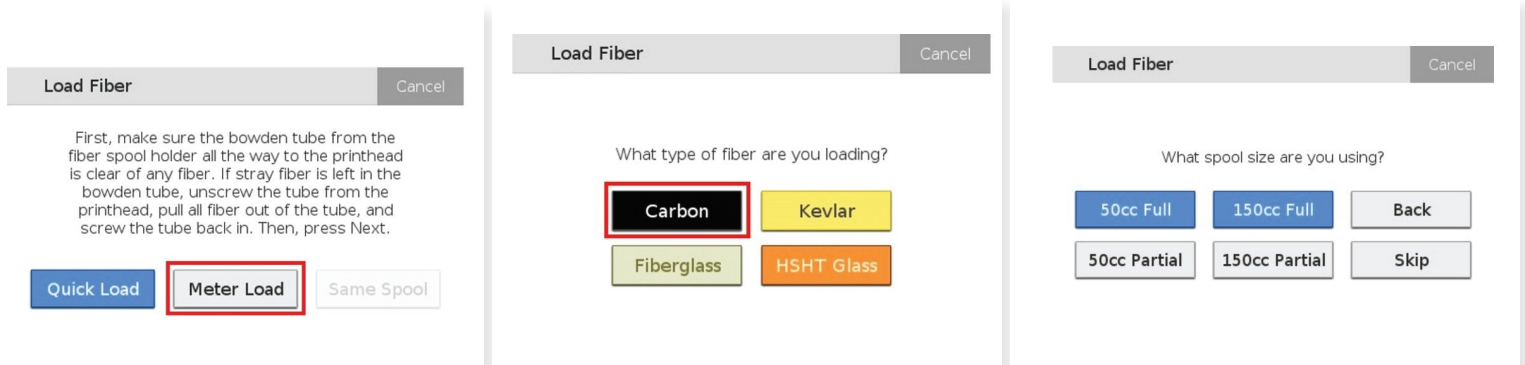 Load Fiber
Cancel
First, make sure the bowden tube from the
fiber spool holder all the way to the printhead
is clear of any fiber. If stray fiber is left in the
bowden tube, unscrew the tube from the
printhead, pull all fiber out of the tube, and
screw the tube back in. Then, press Next.
Quick Load
Meter Load
Same Spool
Load Fiber
Cancel
What type of fiber are you loading?
Carbon
Kevlar
Fiberglass
HSHT Glass
Load Fiber
Cancel
What spool size are you using?
50cc Full
150cc Full
Back
50cc Partial
150cc Partial
Skip